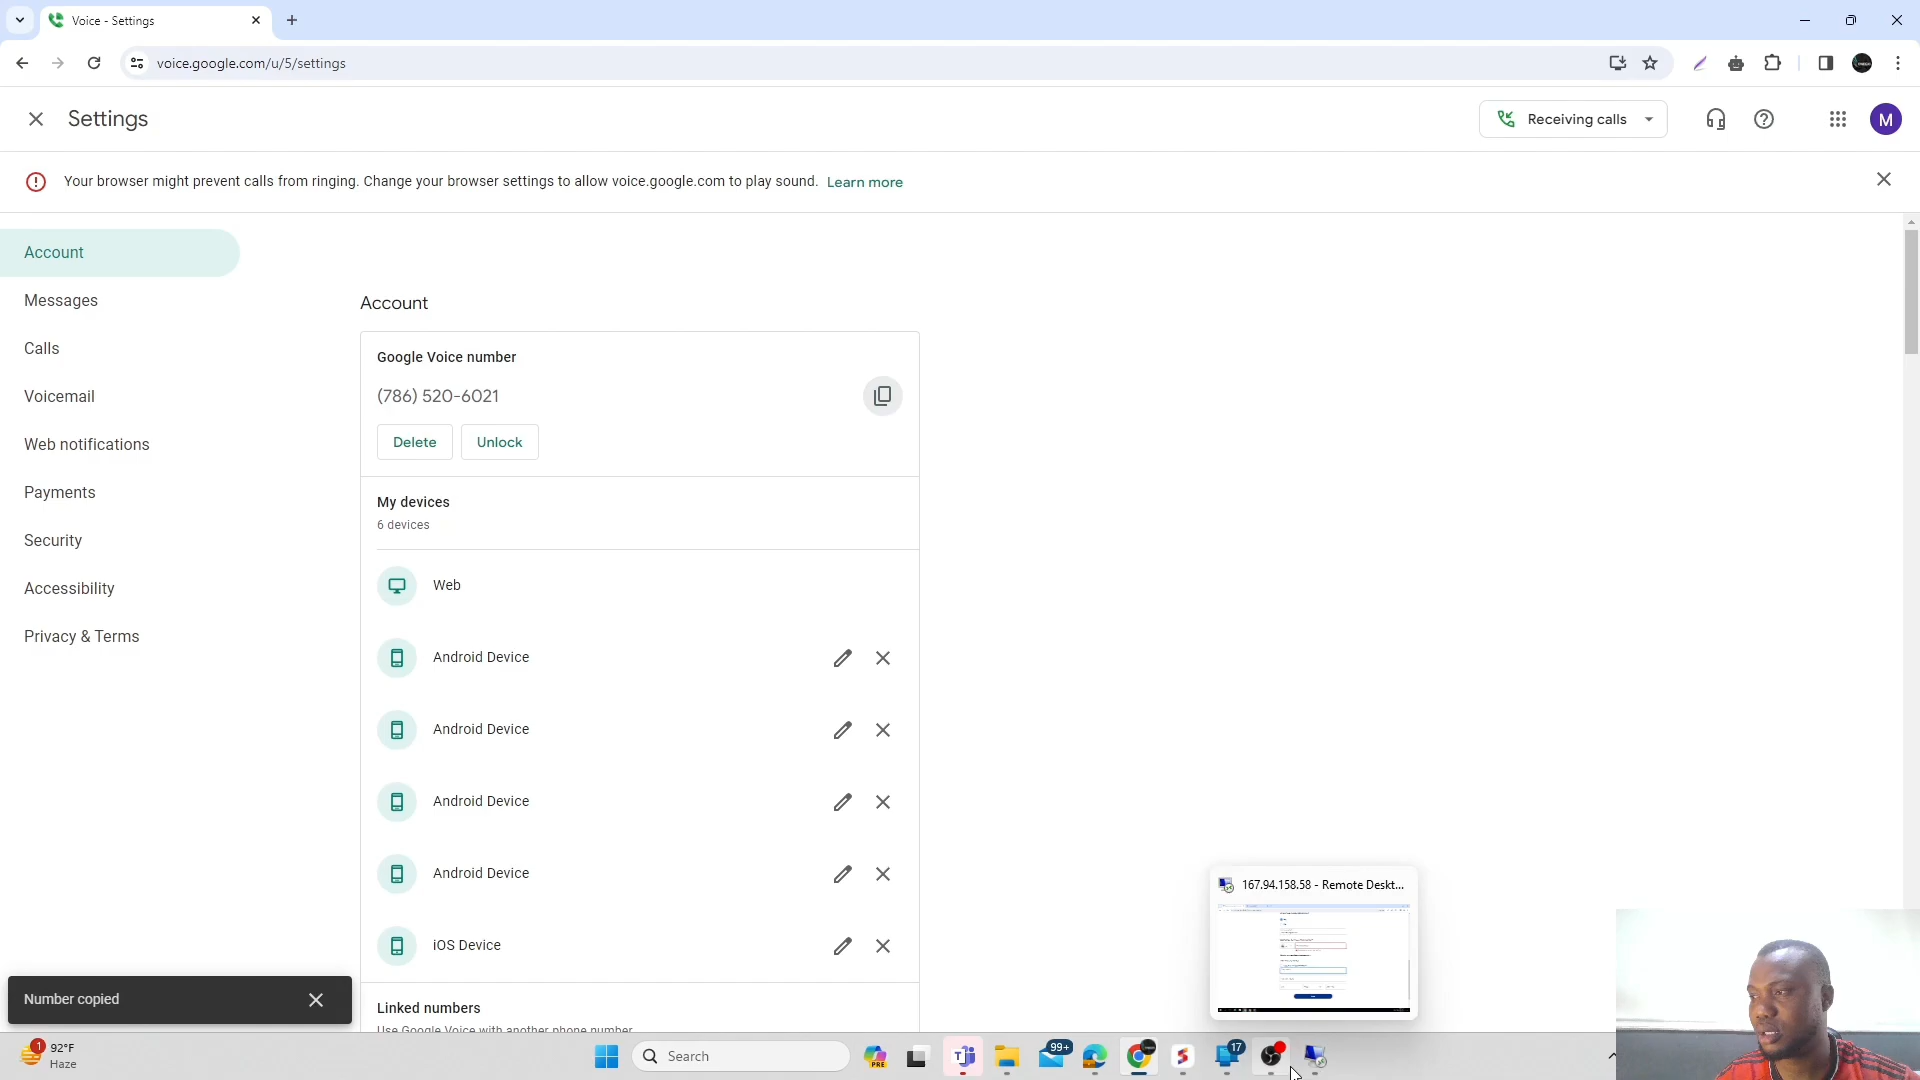 Voice - Settings
voice.google.com/u/5/settings
Settings
Receiving calls
M
Your browser might prevent calls from ringing. Change your browser settings to allow voice.google.com to play sound. Learn more
Account
Messages
Calls
Voicemail
Web notifications
Payments
Security
Accessibility
Privacy & Terms
Account
Google Voice number
(786) 520-6021
Delete
Unlock
My devices
6 devices
Web
Android Device
Android Device
Android Device
Android Device
iOS Device
Linked numbers
Use Google Voice with another phone number
167.94.158.58 - Remote Deskt...
Number copied
1
92°F
Haze
Search
PRE
99+
17